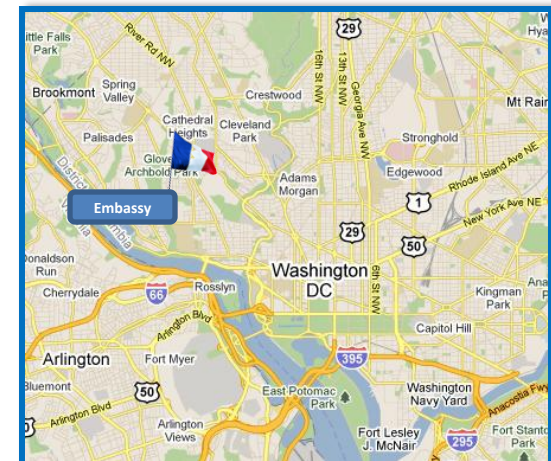 ittle Falls
Park
River Rd NW
29
Hya
16th St NW
13th St NW
Georgia Ave NW
Brookmont
Spring
Valley
Crestwood
Mt Rain
Cathedral
Heights
Cleveland
Park
Palisades
Stronghold
Glove
Archbold Park
Adams
Morgan
Edgewood
Rhode Island Ave NE
1
Embassy
New York Ave NE
29
50
Donaldson
Run
Washington
DC
6th St NW
Cherrydale
66
Rosslyn
Kingman
Park
Ana
Arlington Blvd
Capitol Hill
395
Arlington
Fort Myer
Bluemont
50
East Potomac
Park
Washington
Navy Yard
Anacostia Fwy
Arlington Blvd
Arlington
Views
Fort Lesley
J. McNair
295
Fort Stanto
Park